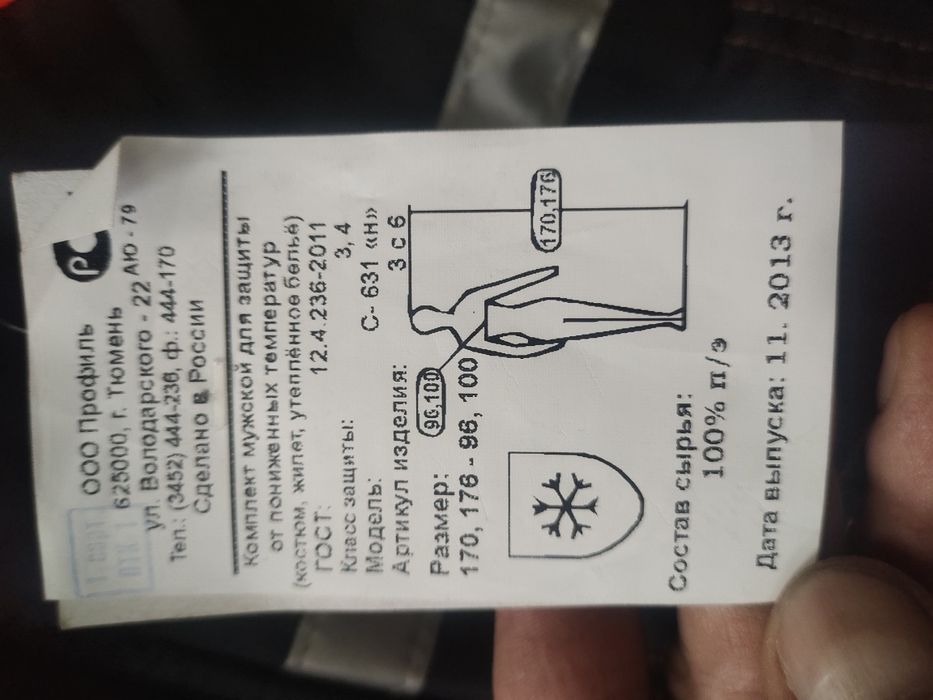 ООО Профиль
РС
625000, г. Тюмень
ул. Володарского - 22 АЮ - 79
Тел.: (3452) 444-236, ф.: 444-170
Сделано в России
Комплект мужской для защиты
от пониженных температур
(костюм, жилет, утеплённое бельё)
ГОСТ: 12.4.236-2011
Класс защиты: 3, 4
Модель: С- 631 «н»
Артикул изделия: 3 с 6
Размер:
170, 176 - 96, 100
96,100
170,176
Состав сырья:
100% п/э
Дата выпуска: 11. 2013 г.